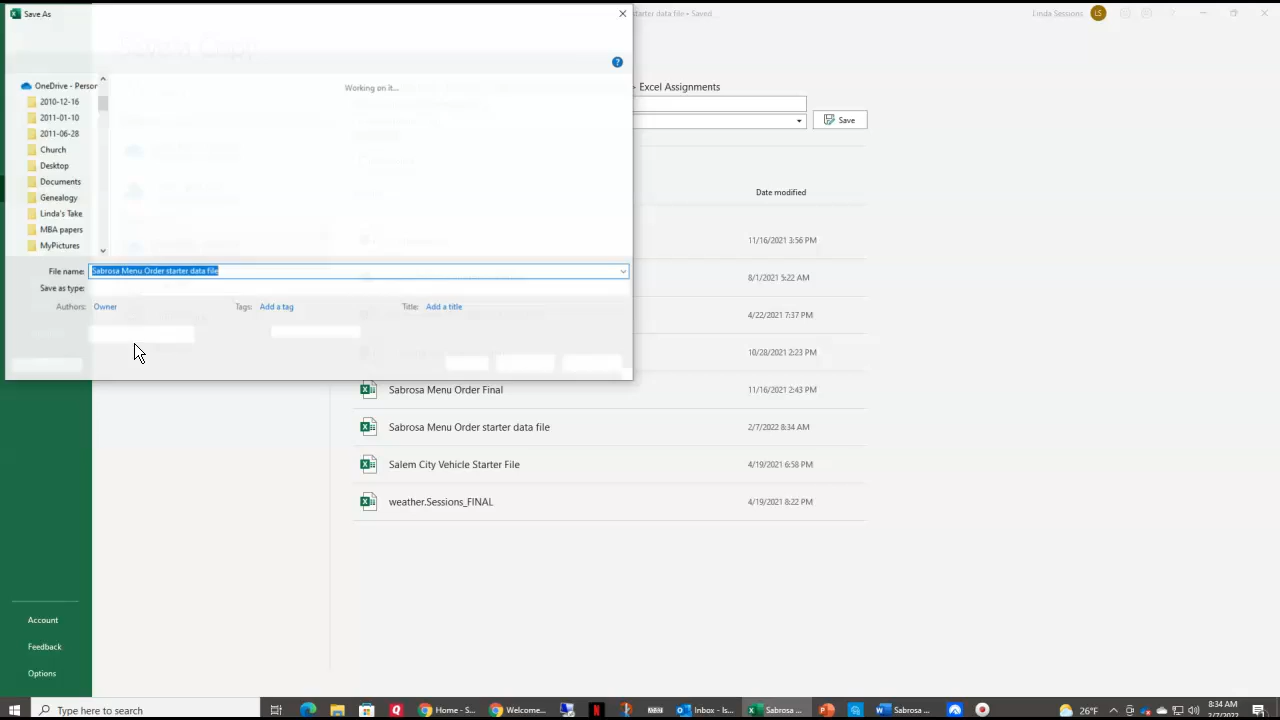 Save As
starter data file • Saved
Linda Sessions
LS
OneDrive - Person
Working on it...
> Excel Assignments
2010-12-16
2011-01-10
Save
2011-06-28
Church
Desktop
Documents
Date modified
Genealogy
Linda's Take
MBA papers
MyPictures
11/16/2021 3:56 PM
File name:
Sabrosa Menu Order starter data file
8/1/2021 5:22 AM
Save as type:
Authors:
Owner
Tags:
Add a tag
Title:
Add a title
4/22/2021 7:37 PM
10/28/2021 2:23 PM
Sabrosa Menu Order Final
11/16/2021 2:43 PM
Sabrosa Menu Order starter data file
2/7/2022 8:34 AM
Salem City Vehicle Starter File
4/19/2021 6:58 PM
weather.Sessions_FINAL
4/19/2021 8:22 PM
Account
Feedback
Options
Type here to search
Home - S...
Welcome...
Inbox - Is...
Sabrosa ...
Sabrosa ...
26°F
8:34 AM
2/7/2022